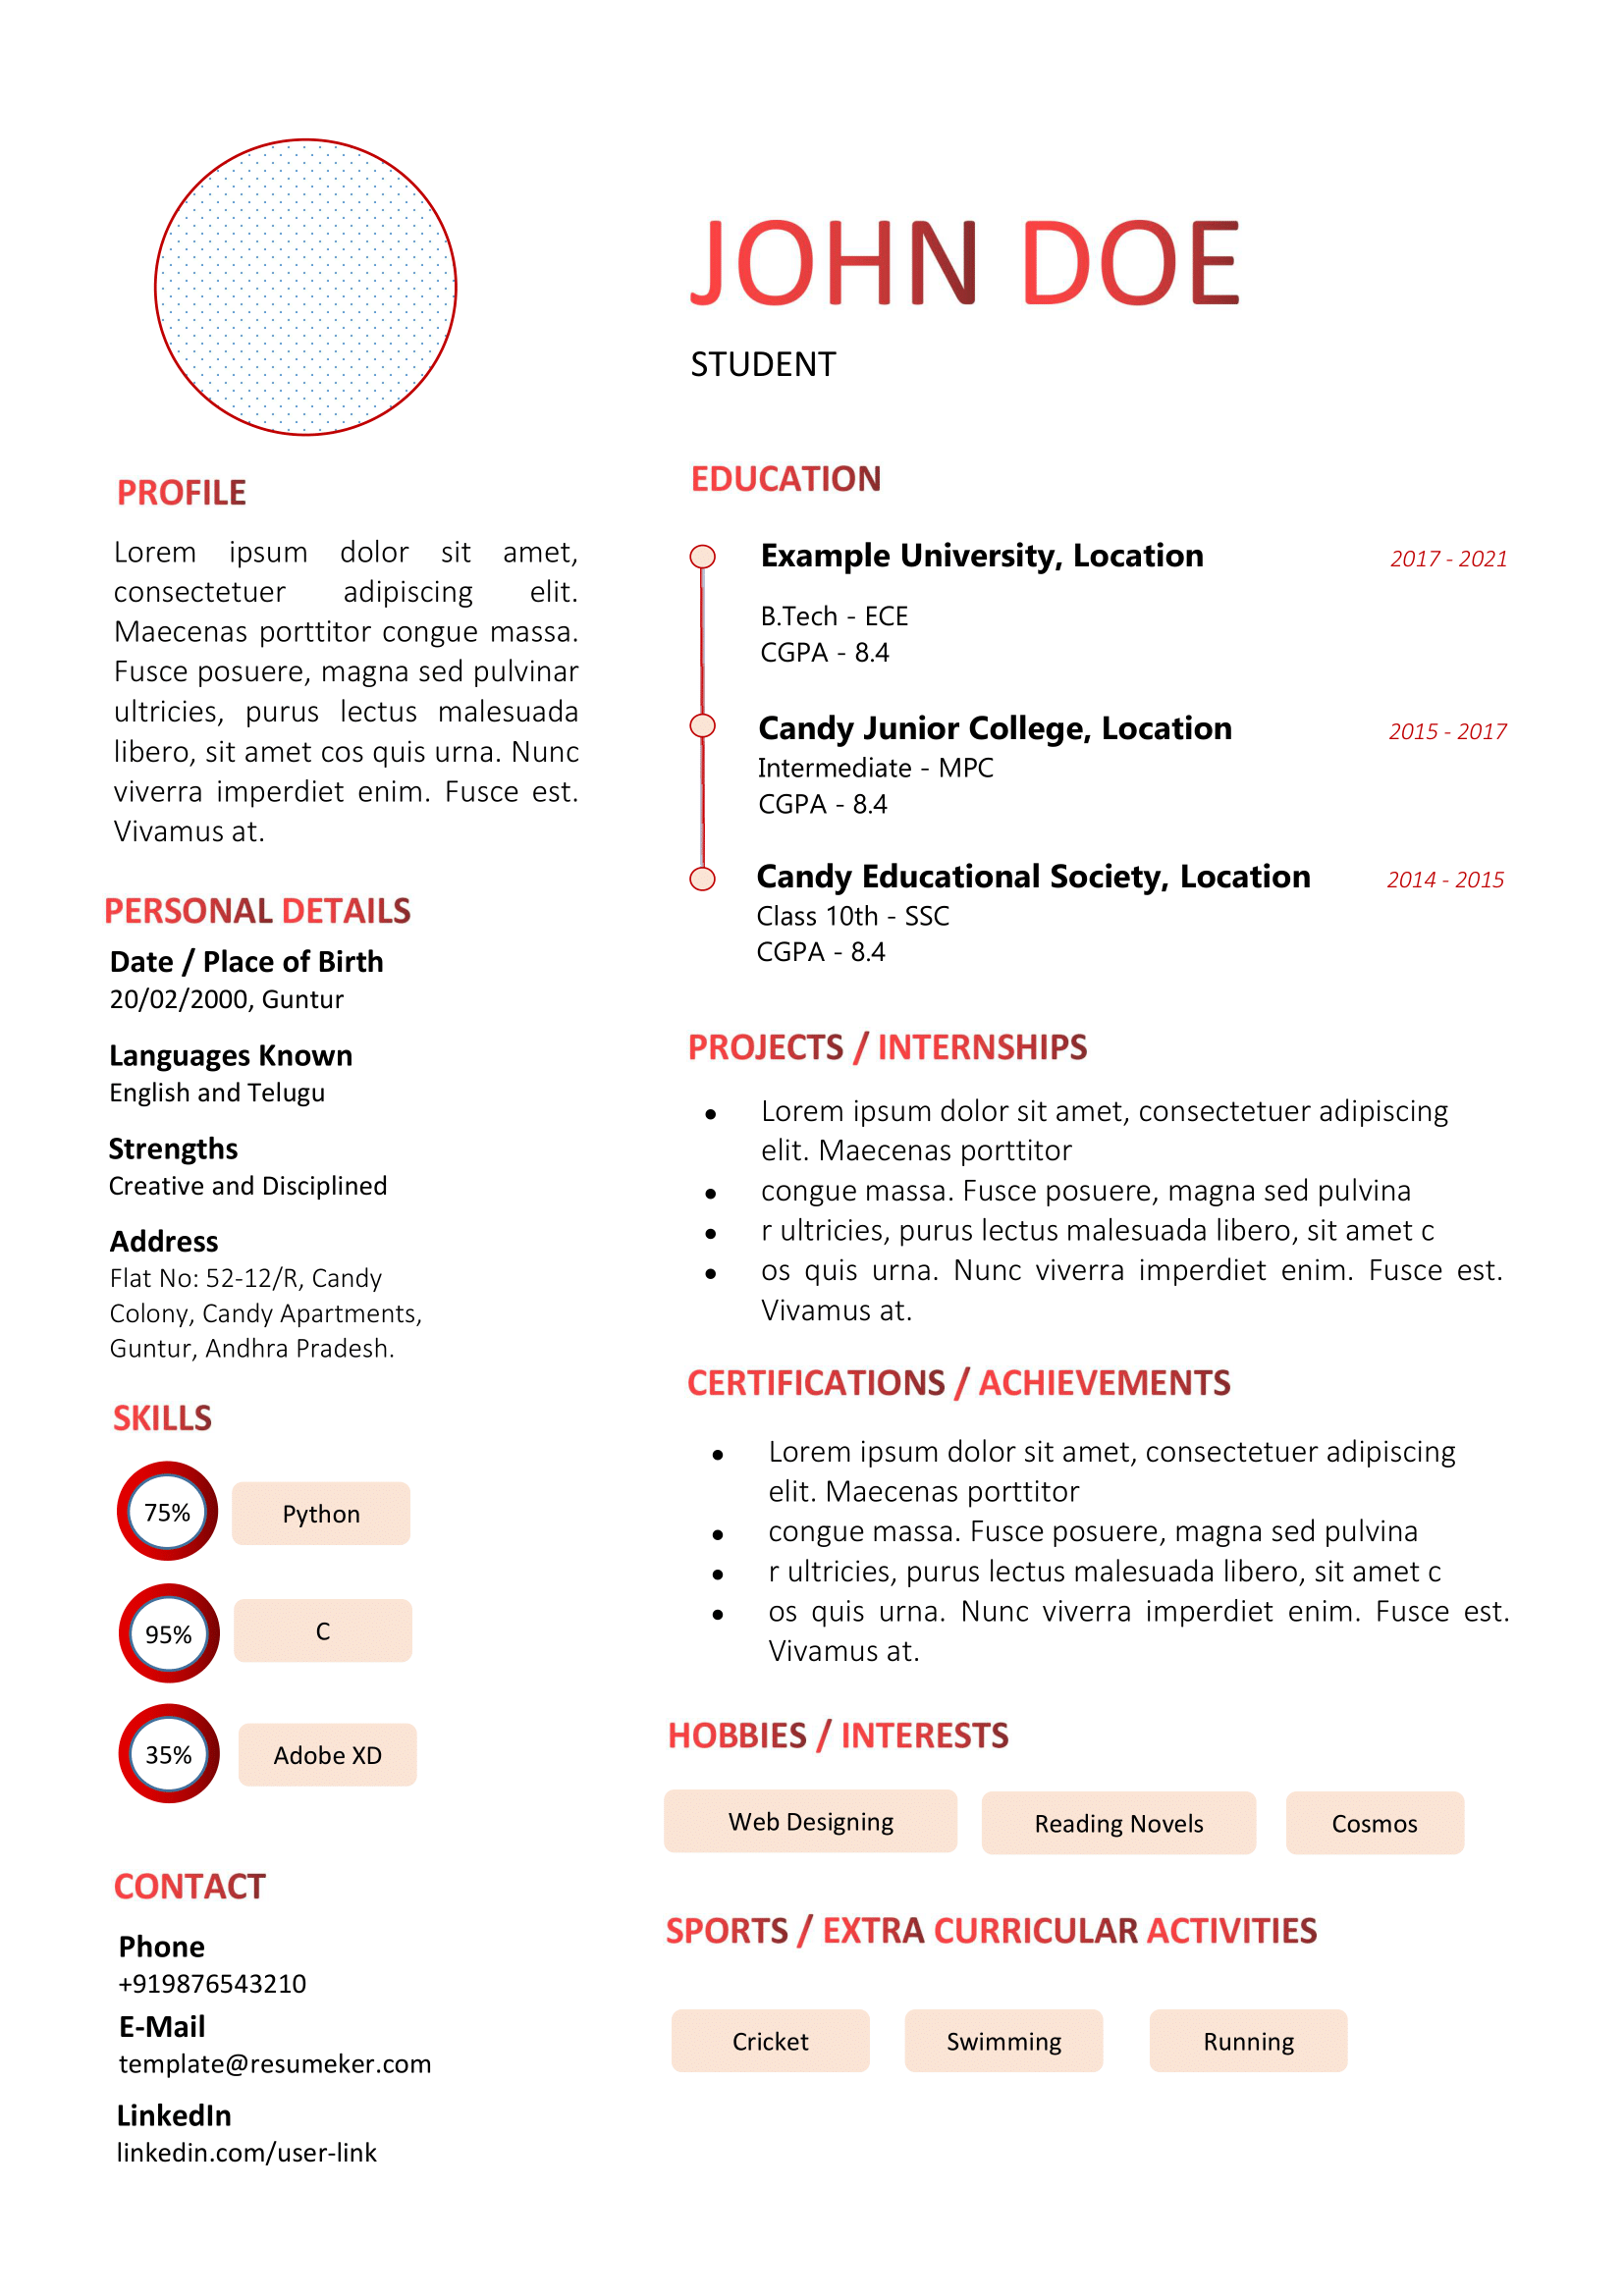 JOHN DOE
STUDENT
PROFILE
Lorem ipsum dolor sit amet,
consectetuer adipiscing elit.
Maecenas porttitor congue massa.
Fusce posuere, magna sed pulvinar
ultricies, purus lectus malesuada
libero, sit amet cos quis urna. Nunc
viverra imperdiet enim. Fusce est.
Vivamus at.
PERSONAL DETAILS
Date / Place of Birth
20/02/2000, Guntur
Languages Known
English and Telugu
Strengths
Creative and Disciplined
Address
Flat No: 52-12/R, Candy
Colony, Candy Apartments,
Guntur, Andhra Pradesh.
SKILLS
75% Python
95% C
35% Adobe XD
CONTACT
Phone
+919876543210
E-Mail
template@resumeker.com
LinkedIn
linkedin.com/user-link
EDUCATION
Example University, Location 2017 - 2021
B.Tech - ECE
CGPA - 8.4
Candy Junior College, Location 2015 - 2017
Intermediate - MPC
CGPA - 8.4
Candy Educational Society, Location 2014 - 2015
Class 10th - SSC
CGPA - 8.4
PROJECTS / INTERNSHIPS
• Lorem ipsum dolor sit amet, consectetuer adipiscing
elit. Maecenas porttitor
• congue massa. Fusce posuere, magna sed pulvina
• r ultricies, purus lectus malesuada libero, sit amet c
• os quis urna. Nunc viverra imperdiet enim. Fusce est.
Vivamus at.
CERTIFICATIONS / ACHIEVEMENTS
• Lorem ipsum dolor sit amet, consectetuer adipiscing
elit. Maecenas porttitor
• congue massa. Fusce posuere, magna sed pulvina
• r ultricies, purus lectus malesuada libero, sit amet c
• os quis urna. Nunc viverra imperdiet enim. Fusce est.
Vivamus at.
HOBBIES / INTERESTS
Web Designing Reading Novels Cosmos
SPORTS / EXTRA CURRICULAR ACTIVITIES
Cricket Swimming Running